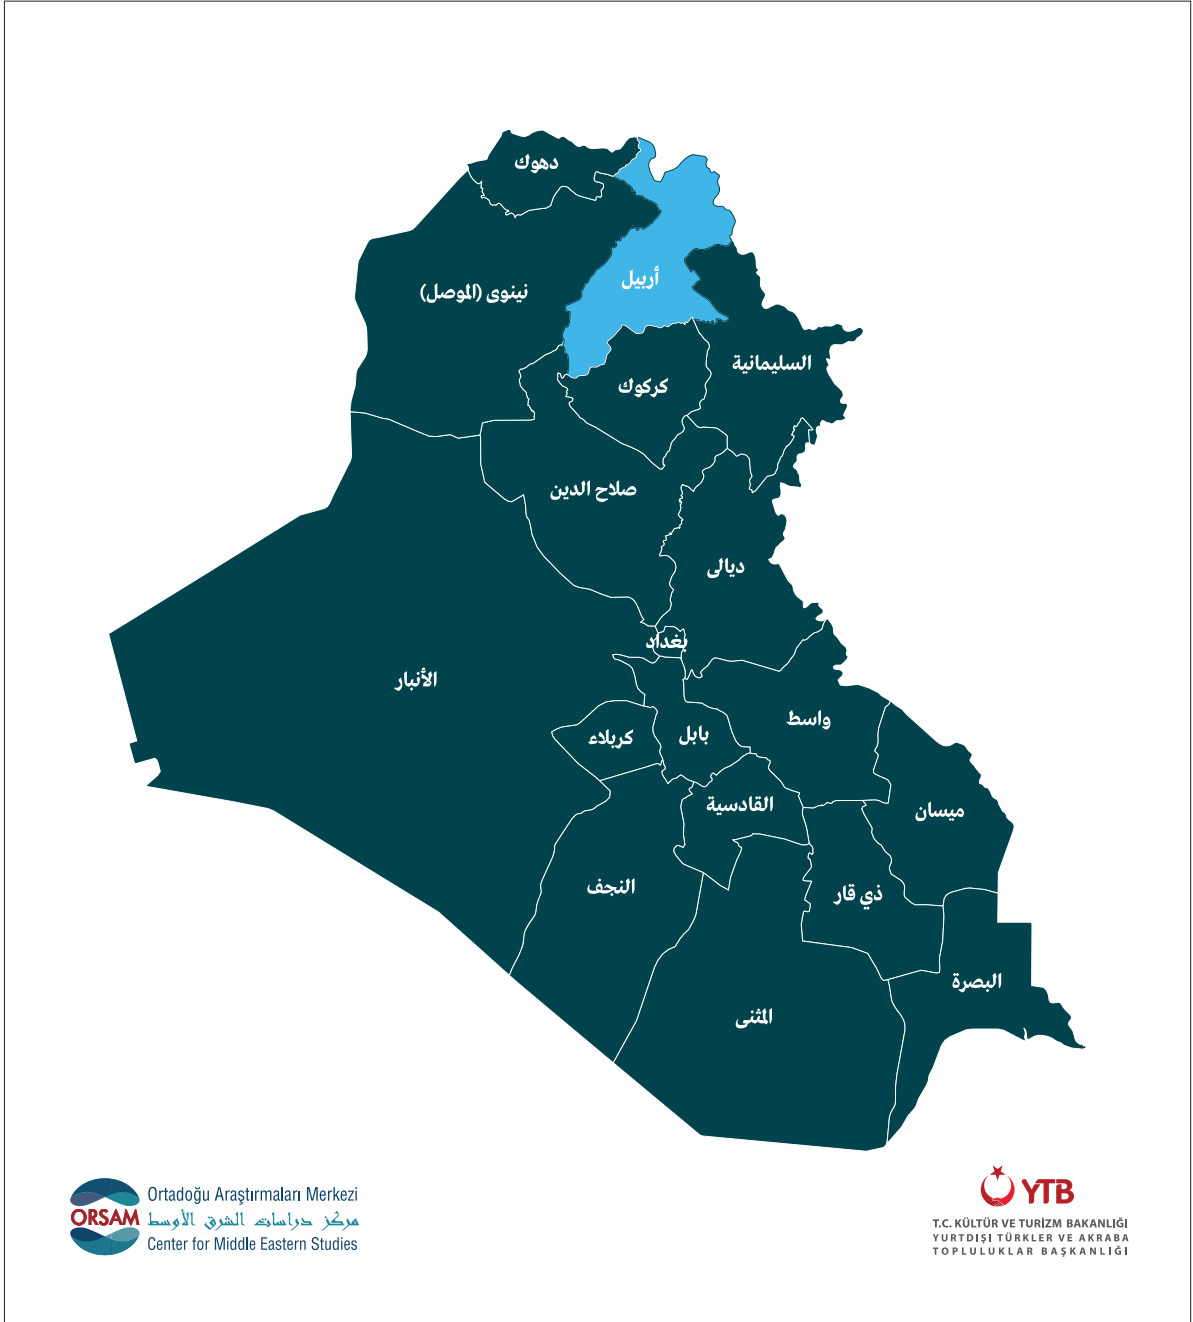 دهوك
أربيل
نينوى (الموصل)
السليمانية
كركوك
صلاح الدين
ديالى
بغداد
الأنبار
واسط
بابل
كربلاء
القادسية
ميسان
النجف
ذي قار
البصرة
المثنى
ORSAM
Ortadoğu Araştırmaları Merkezi
مركز دراسات الشرق الأوسط
Center for Middle Eastern Studies
YTB
T.C. KÜLTÜR VE TURİZM BAKANLIĞI
YURTDIŞI TÜRKLER VE AKRABA
TOPLULUKLAR BAŞKANLIĞI